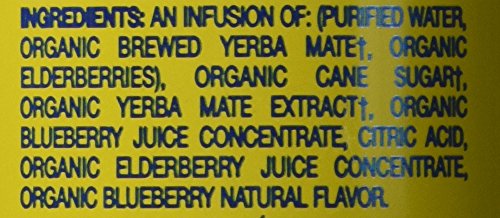 INGREDIENTS: AN INFUSION OF: (PURIFIED WATER,
ORGANIC BREWED YERBA MATE†, ORGANIC
ELDERBERRIES), ORGANIC CANE SUGAR†,
ORGANIC YERBA MATE EXTRACT†, ORGANIC
BLUEBERRY JUICE CONCENTRATE, CITRIC ACID,
ORGANIC ELDERBERRY JUICE CONCENTRATE,
ORGANIC BLUEBERRY NATURAL FLAVOR.